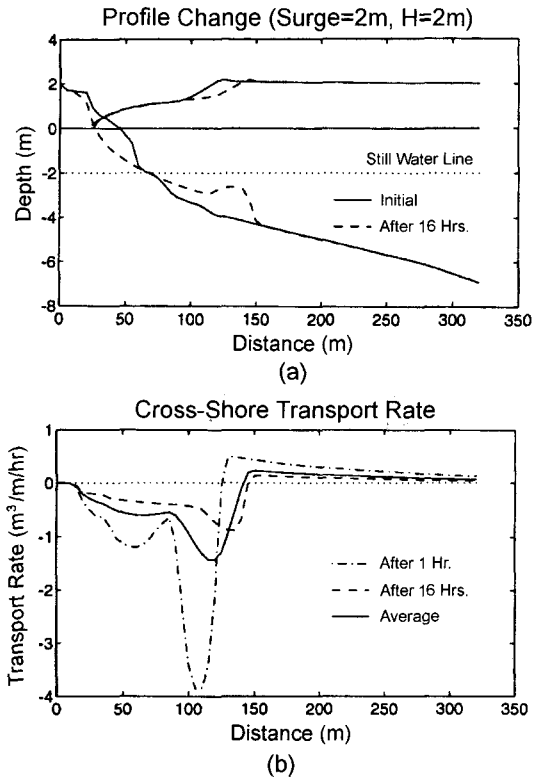 Profile Change (Surge=2m, H=2m)
4
2
0
-2
-4
-6
-8
Depth (m)
Still Water Line
Initial
After 16 Hrs.
0
50
100
150
200
250
300
350
Distance (m)
(a)
Cross-Shore Transport Rate
1
0
-1
-2
-3
-4
Transport Rate (m³/m/hr)
After 1 Hr.
After 16 Hrs.
Average
0
50
100
150
200
250
300
350
Distance (m)
(b)